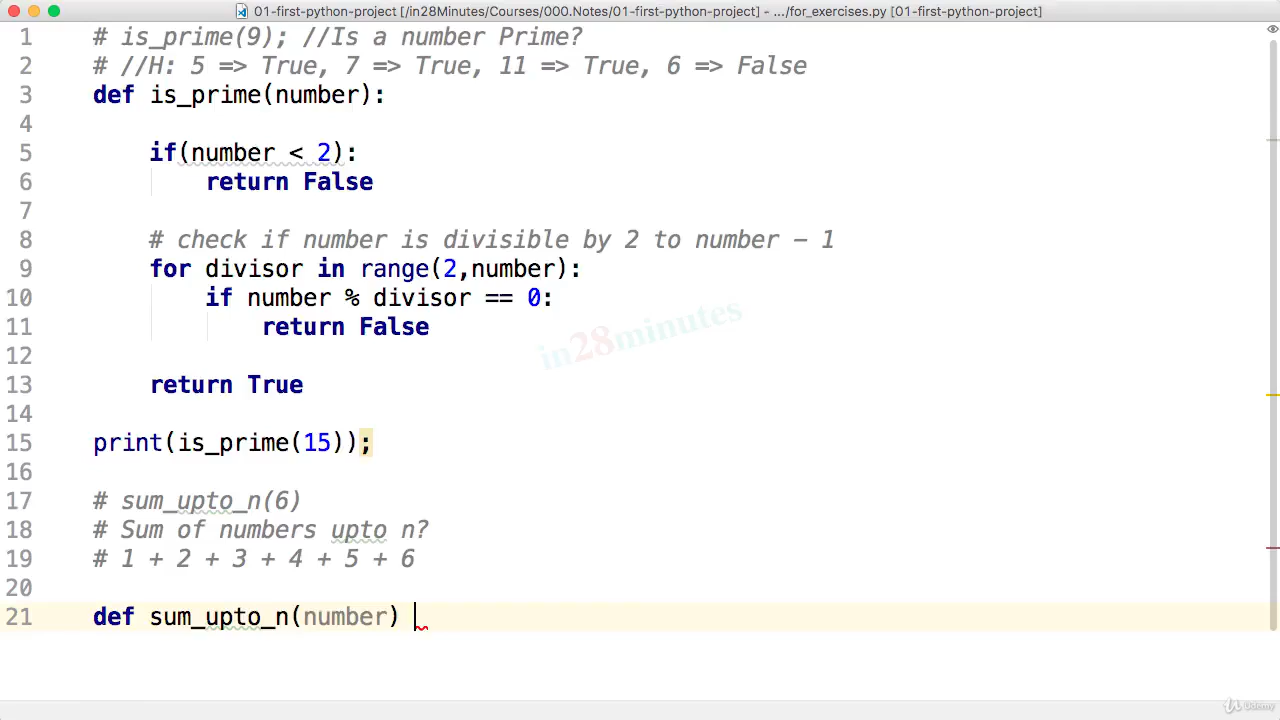 01-first-python-project [/in28Minutes/Courses/000.Notes/01-first-python-project] - .../for_exercises.py [01-first-python-project]
1 # is_prime(9); //Is a number Prime?
2 # //H: 5 => True, 7 => True, 11 => True, 6 => False
3 def is_prime(number):
4
5 if(number < 2):
6 return False
7
8 # check if number is divisible by 2 to number - 1
9 for divisor in range(2,number):
10 if number % divisor == 0:
11 return False
12
13 return True
14
15 print(is_prime(15));
16
17 # sum_upto_n(6)
18 # Sum of numbers upto n?
19 # 1 + 2 + 3 + 4 + 5 + 6
20
21 def sum_upto_n(number)
in28minutes
Udemy